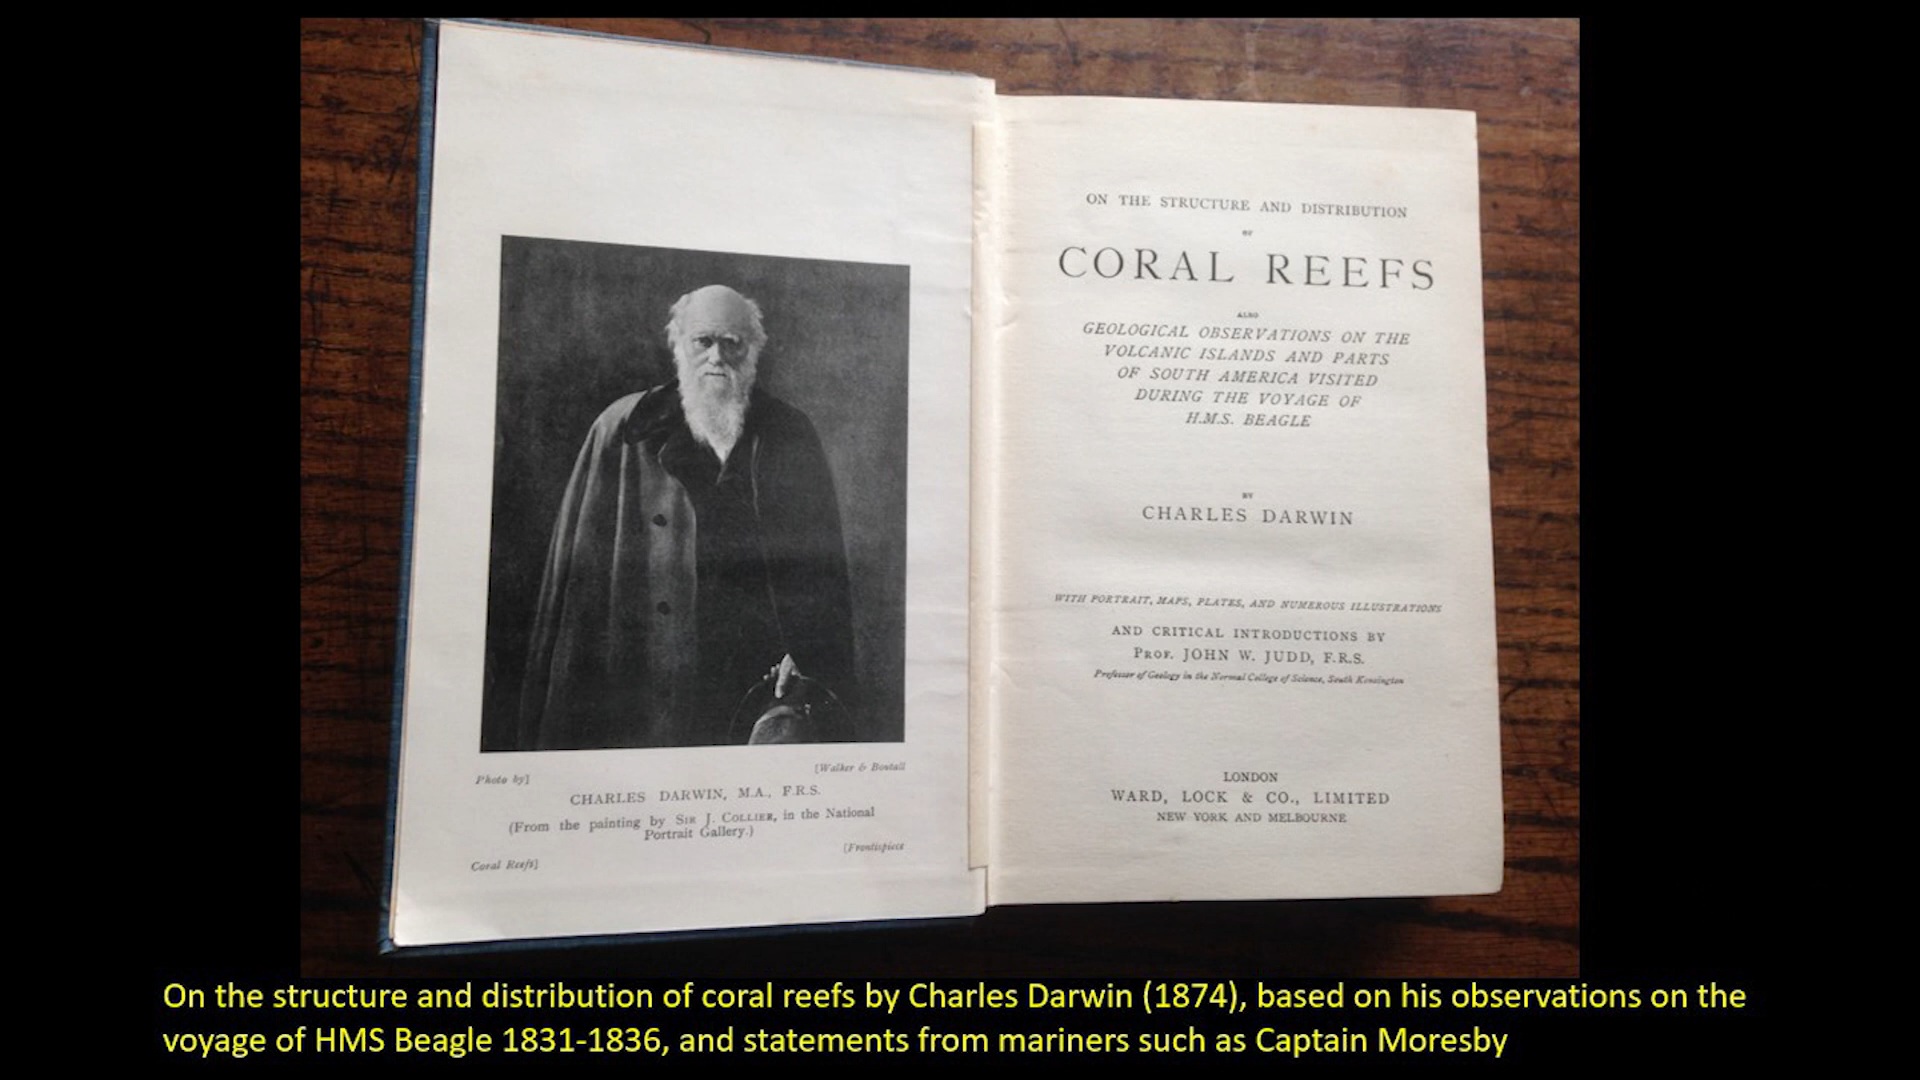 Photo by]
[Walker & Boutall
CHARLES DARWIN, M.A., F.R.S.
(From the painting by SIR J. COLLIER, in the National
Portrait Gallery.)
[Frontispiece
Coral Reefs]
ON THE STRUCTURE AND DISTRIBUTION
OF
CORAL REEFS
ALSO
GEOLOGICAL OBSERVATIONS ON THE
VOLCANIC ISLANDS AND PARTS
OF SOUTH AMERICA VISITED
DURING THE VOYAGE OF
H.M.S. BEAGLE
BY
CHARLES DARWIN
WITH PORTRAIT, MAPS, PLATES, AND NUMEROUS ILLUSTRATIONS
AND CRITICAL INTRODUCTIONS BY
PROF. JOHN W. JUDD, F.R.S.
Professor of Geology in the Normal College of Science, South Kensington
LONDON
WARD, LOCK & CO., LIMITED
NEW YORK AND MELBOURNE
On the structure and distribution of coral reefs by Charles Darwin (1874), based on his observations on the
voyage of HMS Beagle 1831-1836, and statements from mariners such as Captain Moresby